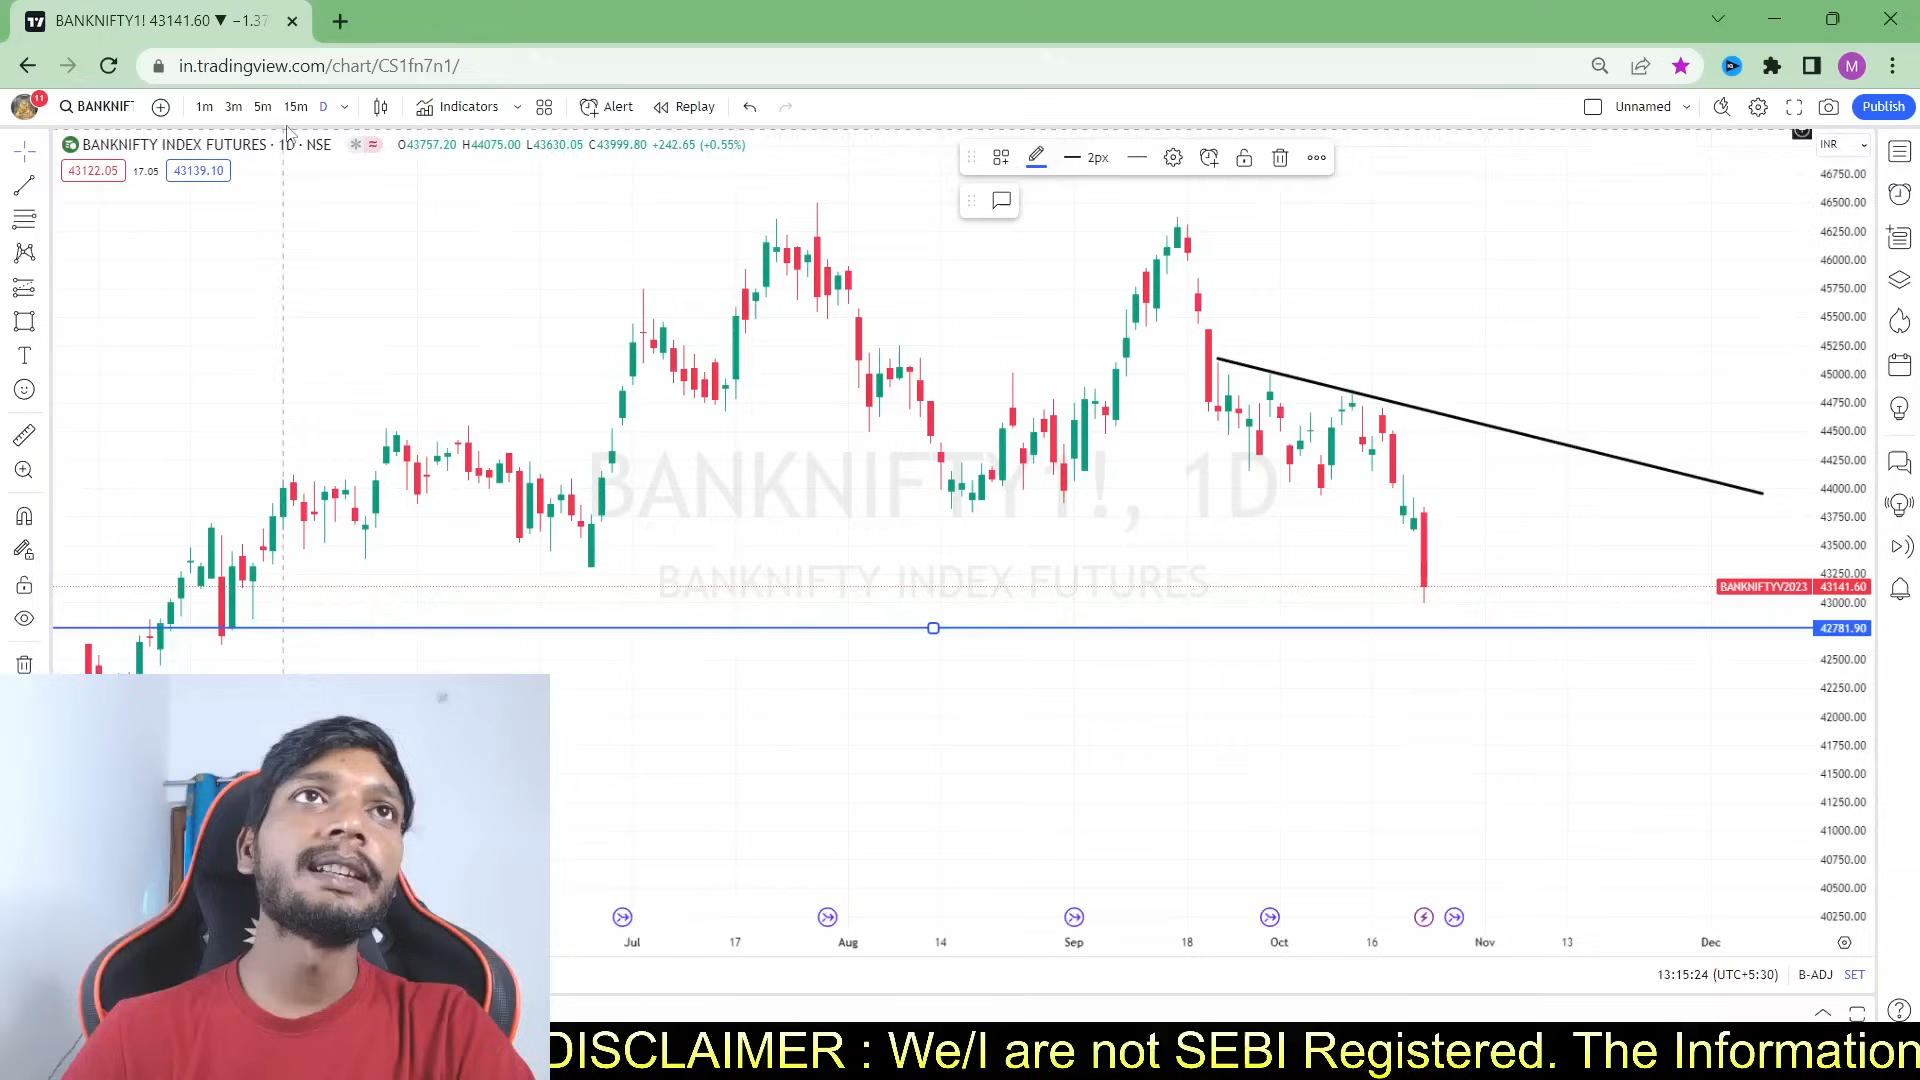 BANKNIFTY1! 43141.60 ▼ −1.37
in.tradingview.com/chart/CS1fn7n1/
M
11
BANKNIF
1m 3m 5m 15m D
Indicators
Alert
Replay
Unnamed
Publish
BANKNIFTY INDEX FUTURES · 1D · NSE
O43757.20 H44075.00 L43630.05 C43999.80 +242.65 (+0.55%)
43122.05 17.05 43139.10
2px
INR
46750.00
46500.00
46250.00
46000.00
45750.00
45500.00
45250.00
45000.00
44750.00
44500.00
44250.00
44000.00
43750.00
43500.00
43250.00
BANKNIFTYV2023 43141.60
43000.00
42781.90
42500.00
42250.00
42000.00
41750.00
41500.00
41250.00
41000.00
40750.00
40500.00
40250.00
BANKNIFTY1!, 1D
BANKNIFTY INDEX FUTURES
Jul 17 Aug 14 Sep 18 Oct 16 Nov 13 Dec
13:15:24 (UTC+5:30) B-ADJ SET
DISCLAIMER : We/I are not SEBI Registered. The Information